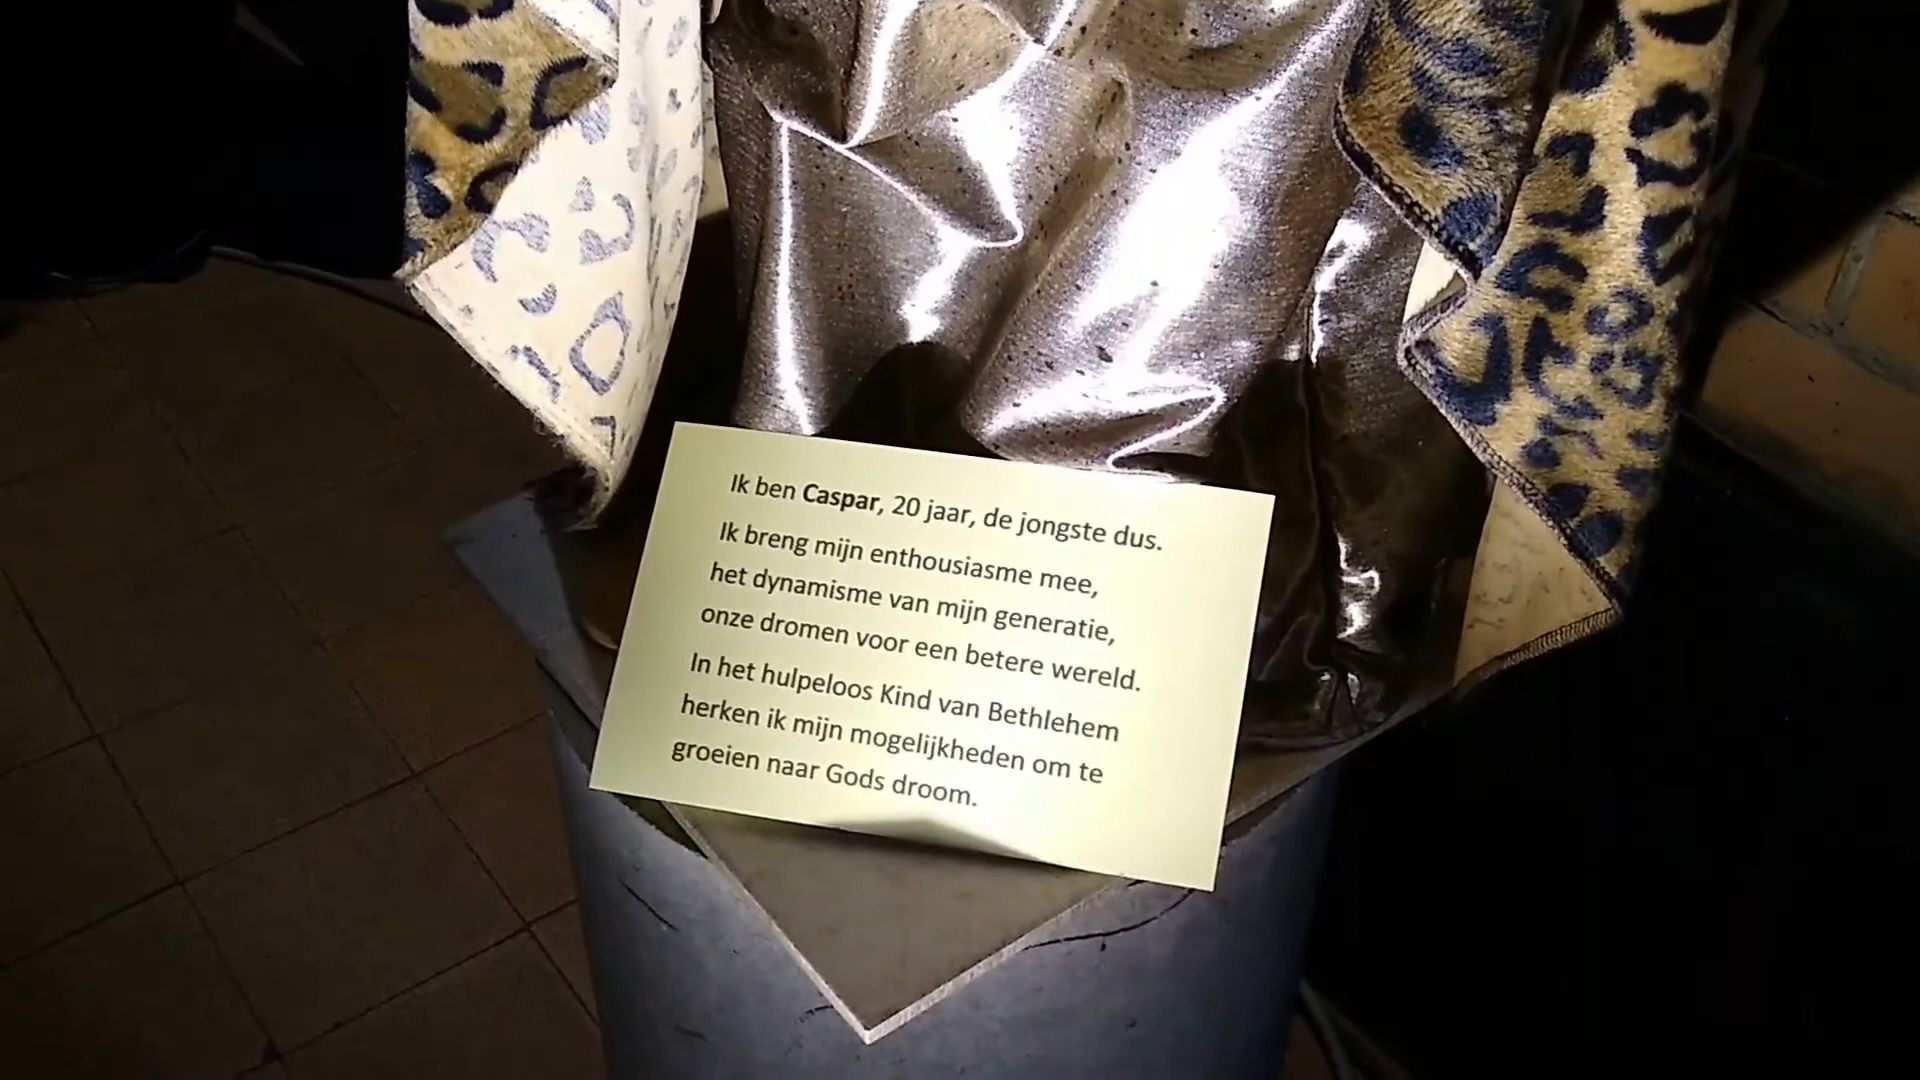 Ik ben Caspar, 20 jaar, de jongste dus.
Ik breng mijn enthousiasme mee,
het dynamisme van mijn generatie,
onze dromen voor een betere wereld.
In het hulpeloos Kind van Bethlehem
herken ik mijn mogelijkheden om te
groeien naar Gods droom.